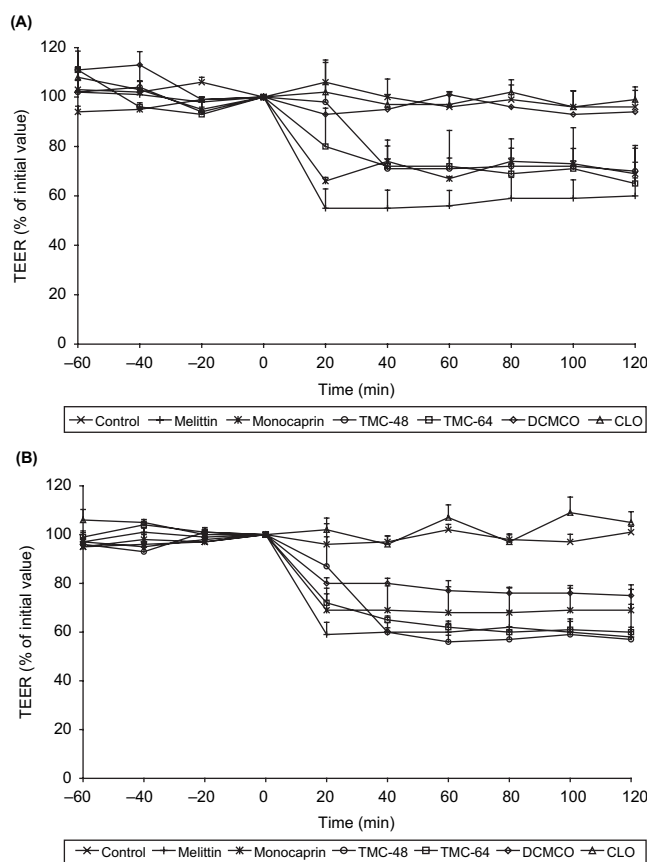 (A)
120
100
80
60
40
20
0
TEER (% of initial value)
–60 –40 –20 0 20 40 60 80 100 120
Time (min)
Control Melittin Monocaprin TMC-48 TMC-64 DCMCO CLO
(B)
120
100
80
60
40
20
0
TEER (% of initial value)
–60 –40 –20 0 20 40 60 80 100 120
Time (min)
Control Melittin Monocaprin TMC-48 TMC-64 DCMCO CLO